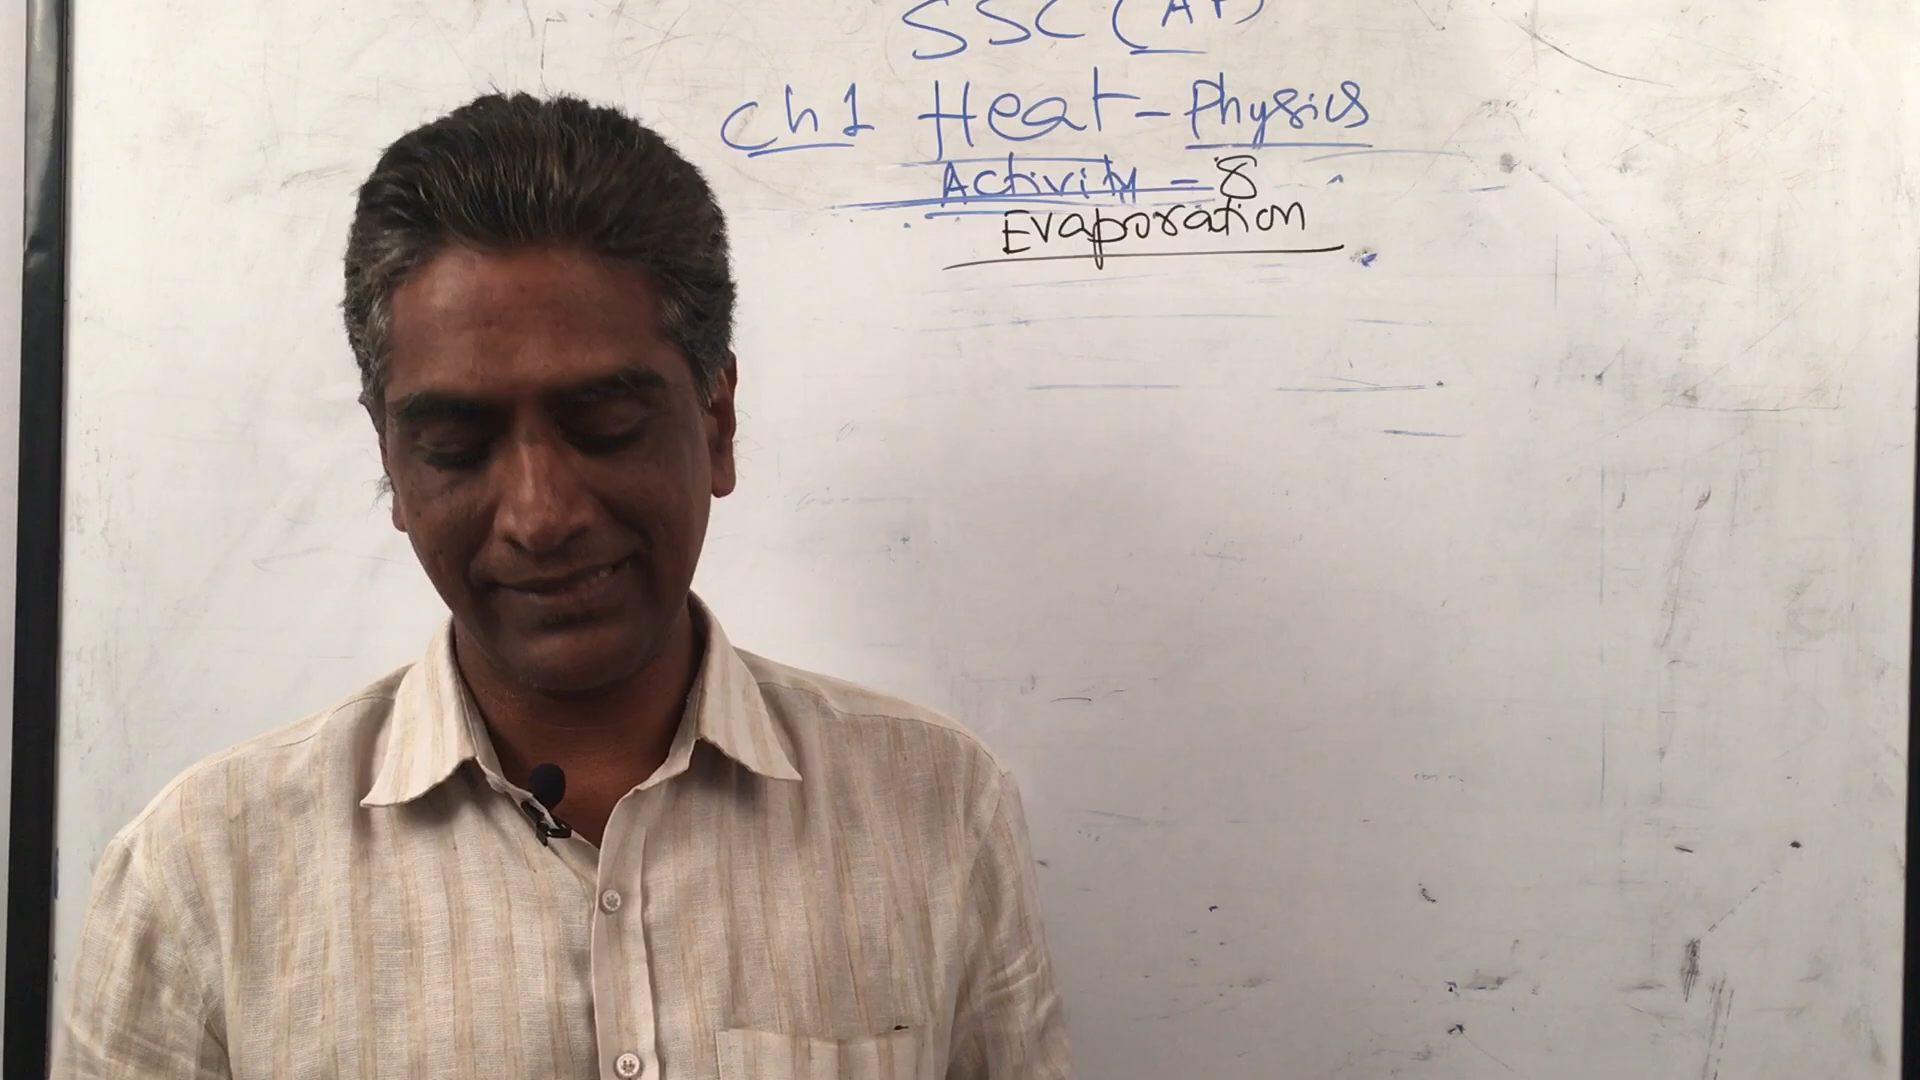 SSC (AP)
Ch 1 Heat - Physics
Activity - 8
Evaporation